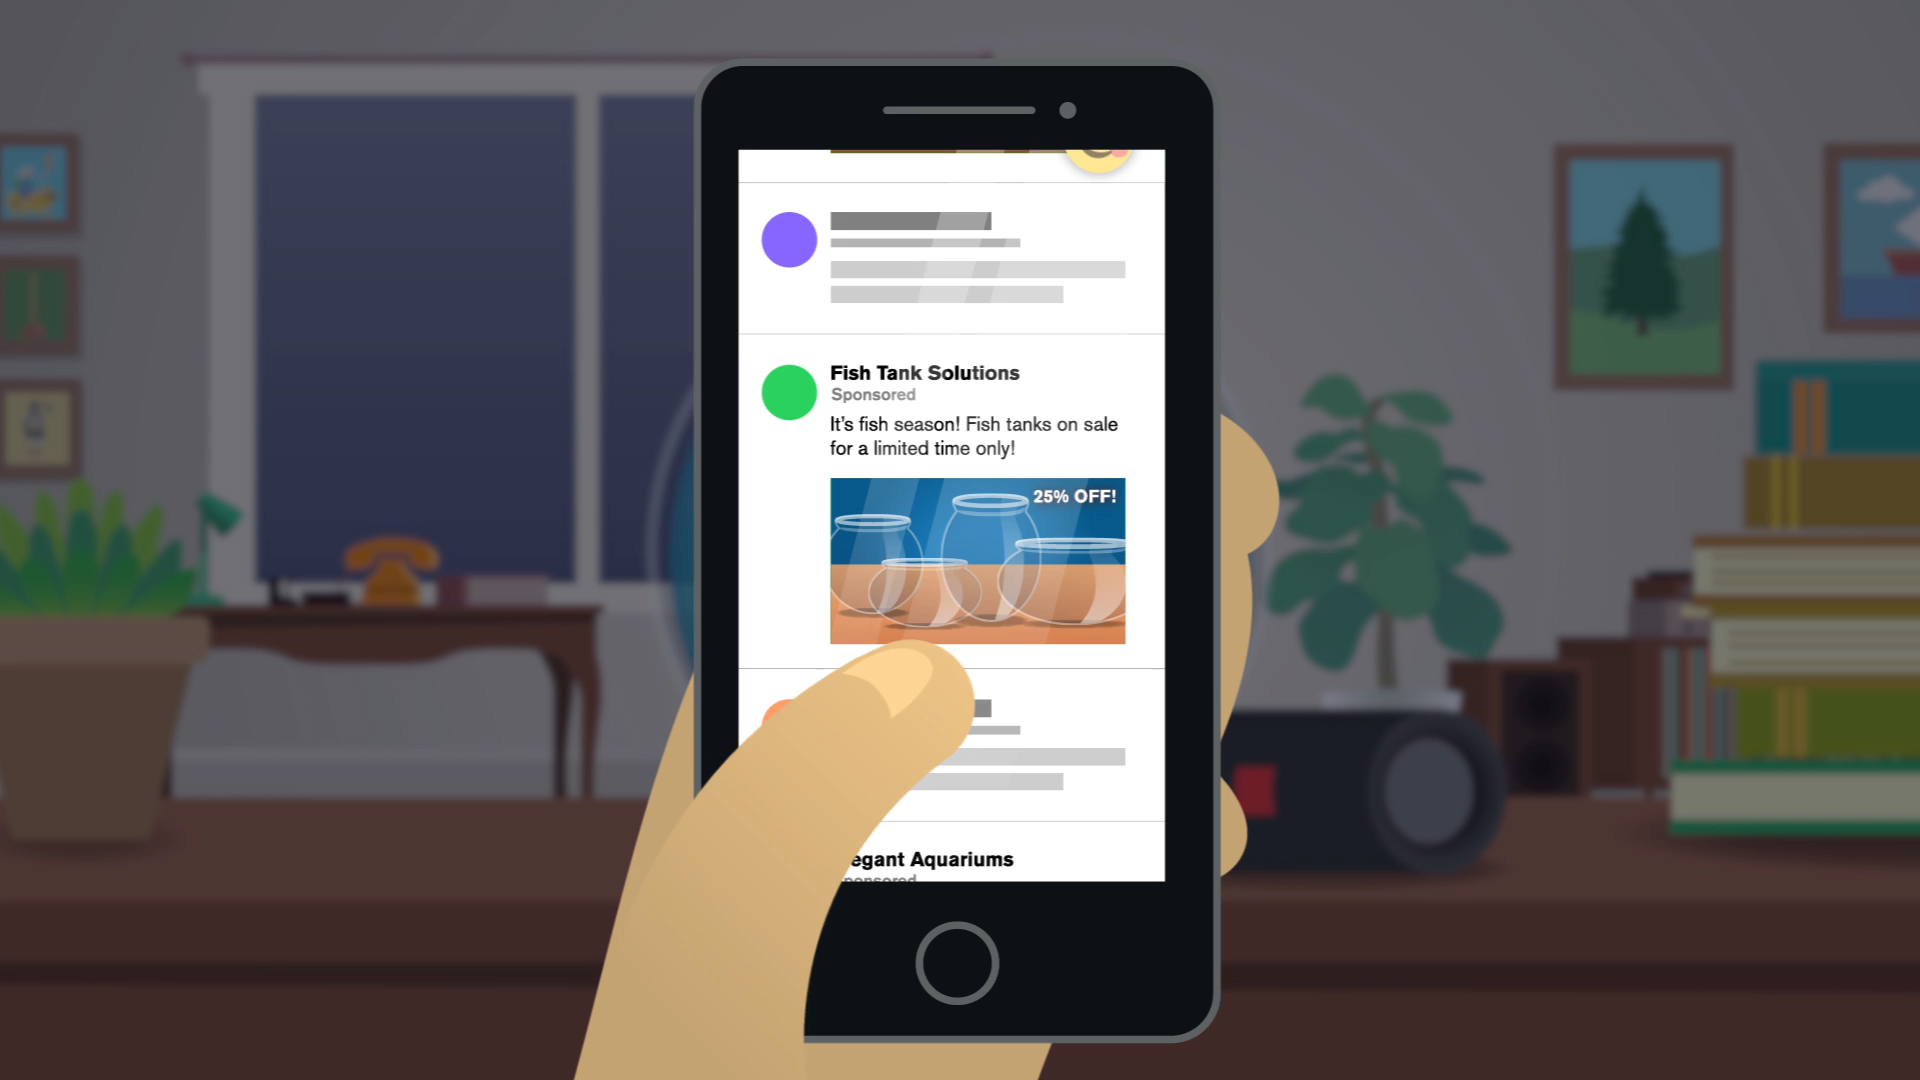 Fish Tank Solutions
Sponsored
It's fish season! Fish tanks on sale
for a limited time only!
25% OFF!
egant Aquariums
ponsored